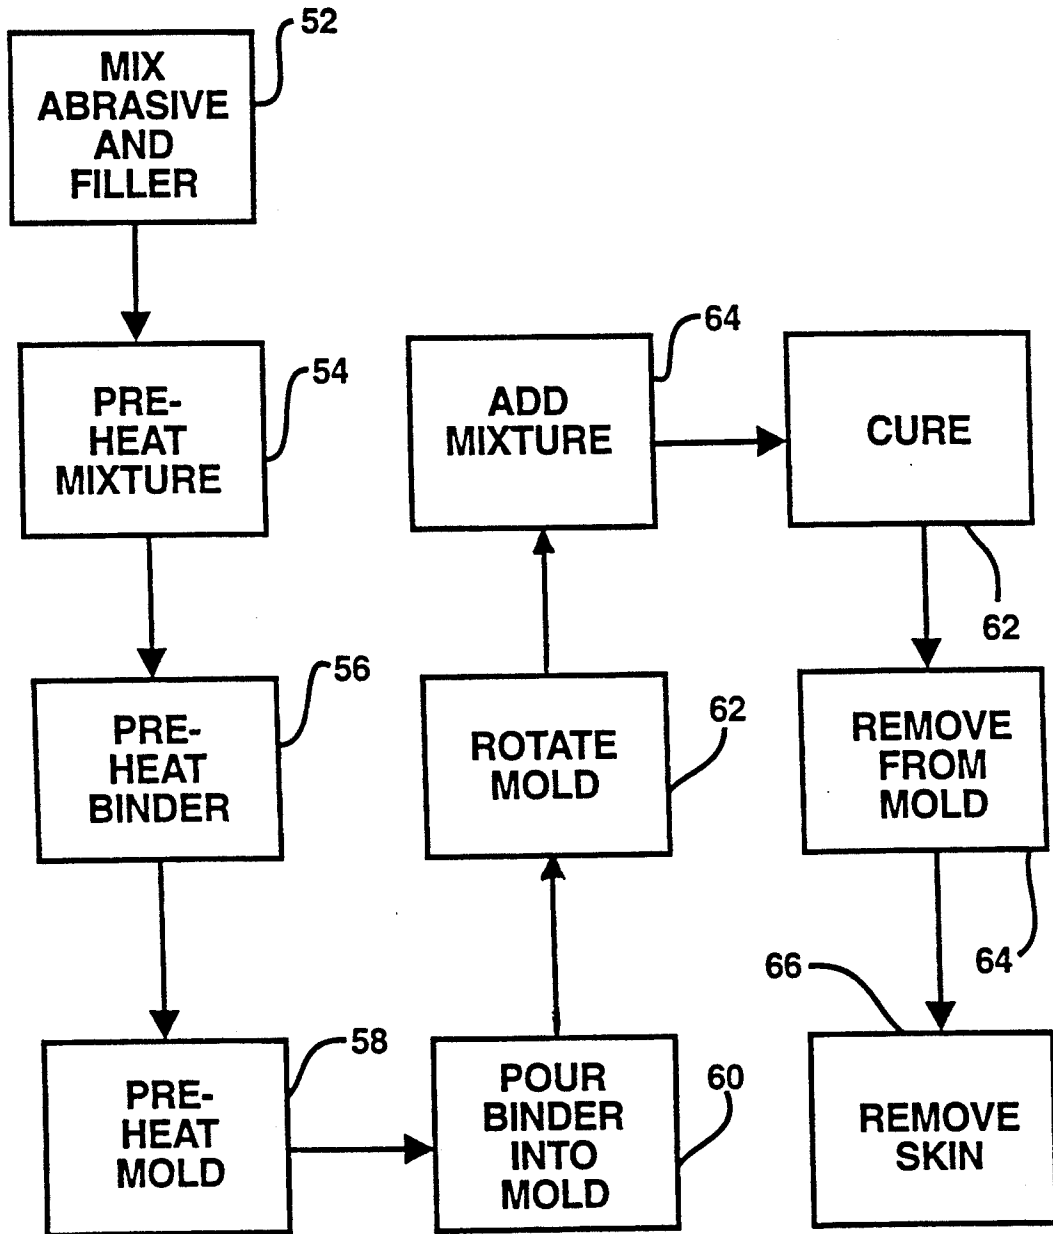 52
MIX
ABRASIVE
AND
FILLER
54
PRE-
HEAT
MIXTURE
56
PRE-
HEAT
BINDER
58
PRE-
HEAT
MOLD
60
POUR
BINDER
INTO
MOLD
62
ROTATE
MOLD
64
ADD
MIXTURE
CURE
62
REMOVE
FROM
MOLD
64
66
REMOVE
SKIN